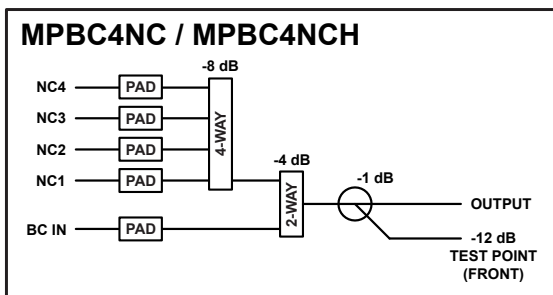 MPBC4NC / MPBC4NCH
-8 dB
NC4 PAD
NC3 PAD
NC2 PAD
NC1 PAD
4-WAY
-4 dB
2-WAY
-1 dB
OUTPUT
BC IN PAD
-12 dB
TEST POINT
(FRONT)